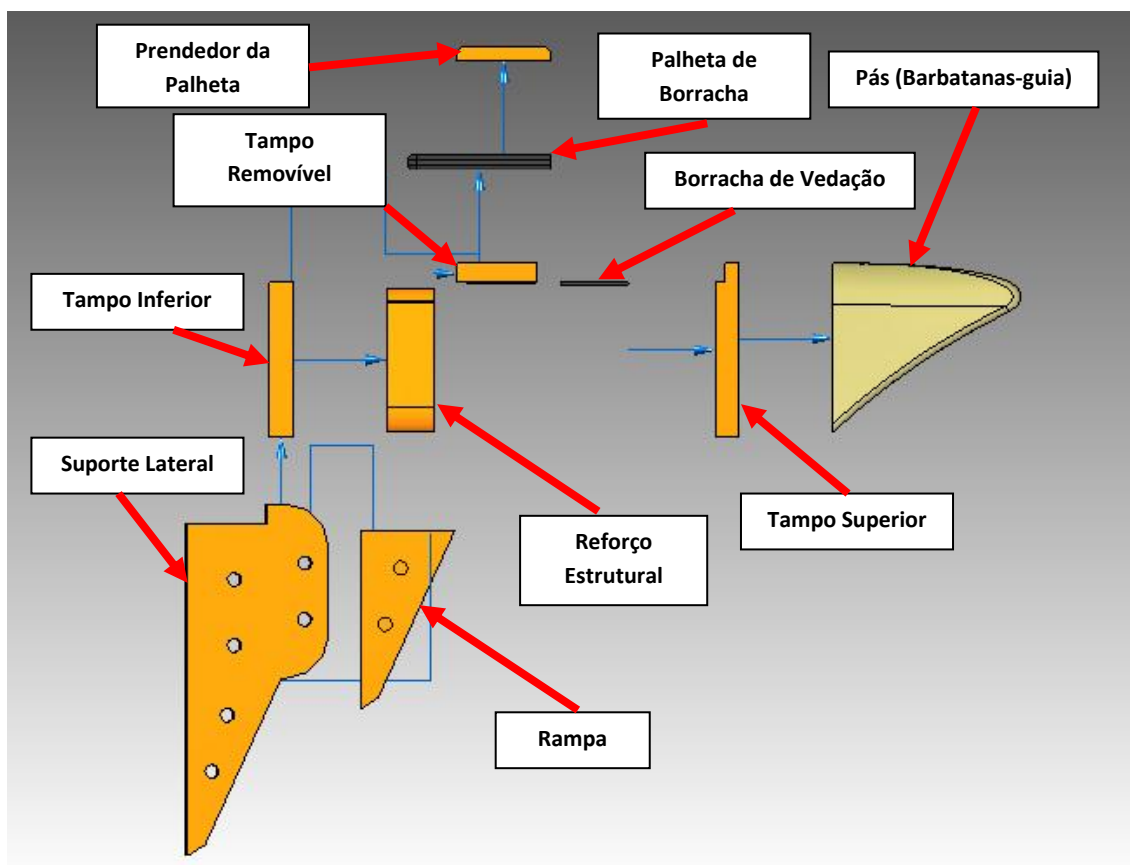 Prendedor da
Palheta
Palheta de
Borracha
Pás (Barbatanas-guia)
Tampo
Removível
Borracha de Vedação
Tampo Inferior
Suporte Lateral
Tampo Superior
Reforço
Estrutural
Rampa